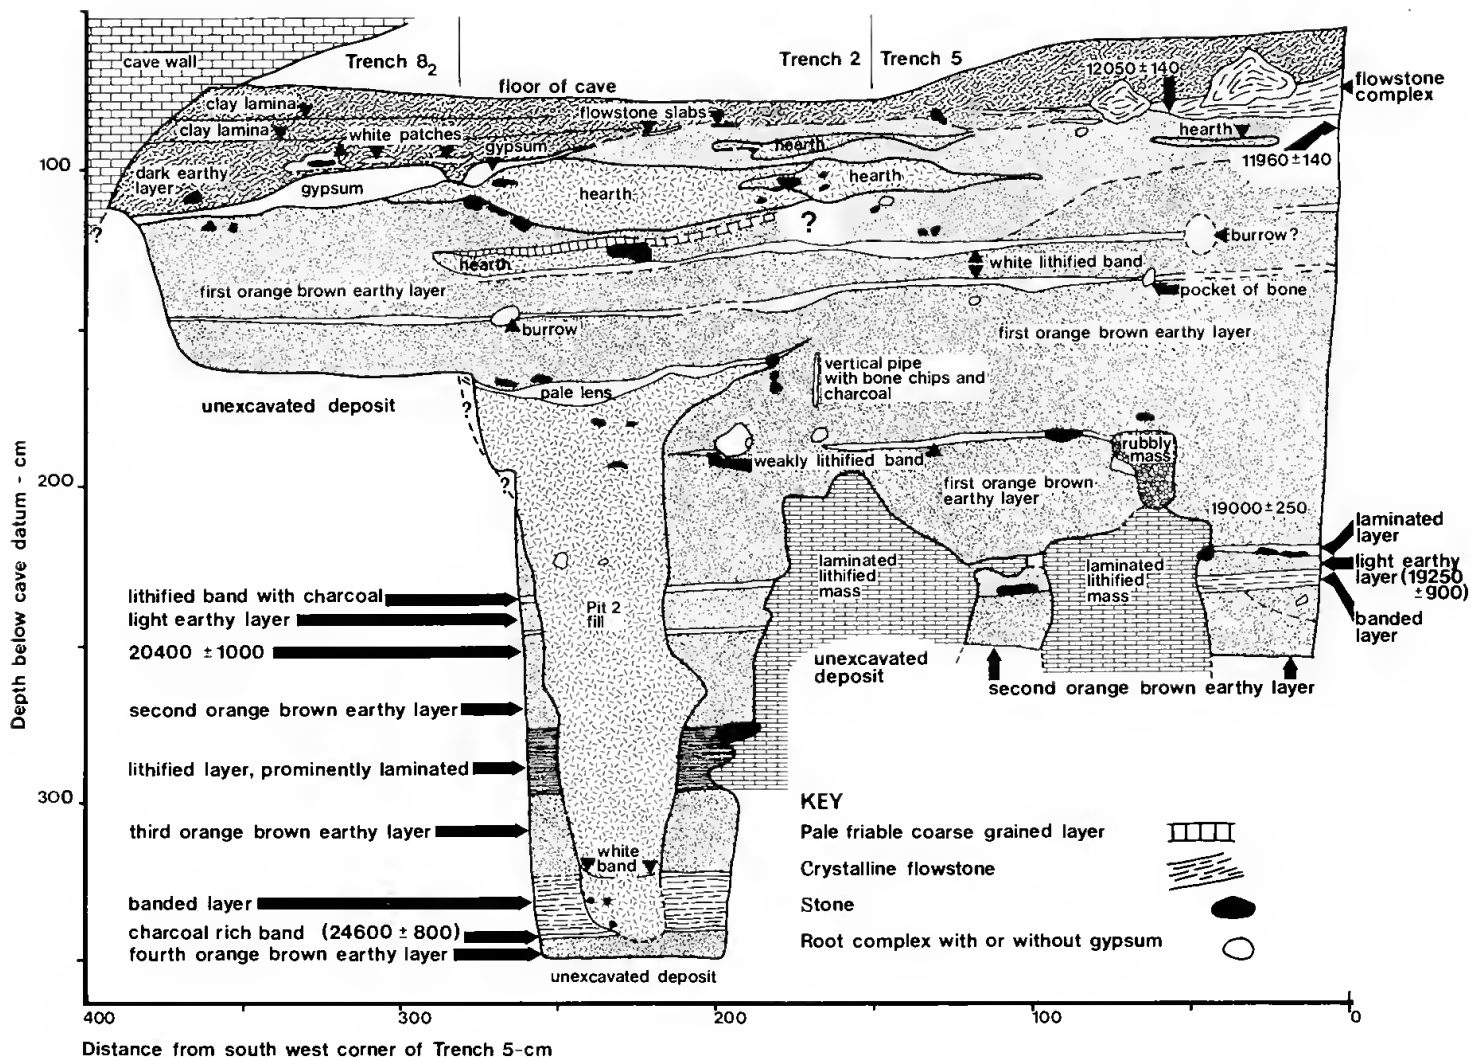 cave wall
Trench 8₂
Trench 2
Trench 5
floor of cave
12050 ± 140
flowstone
complex
clay lamina
flowstone slabs
clay lamina
white patches
hearth
gypsum
hearth
11960 ± 140
100
dark earthy
layer
gypsum
hearth
hearth
?
?
burrow?
hearth
white lithified band
first orange brown earthy layer
pocket of bone
burrow
first orange brown earthy layer
vertical pipe
with bone chips and
charcoal
pale lens
unexcavated deposit
?
rubbly
mass
weakly lithified band
200
?
first orange brown
earthy layer
19000 ± 250
laminated
layer
laminated
lithified
mass
laminated
lithified
mass
light earthy
layer (19250
± 900)
lithified band with charcoal
Pit 2
fill
light earthy layer
banded
layer
20400 ± 1000
unexcavated
deposit
second orange brown earthy layer
second orange brown earthy layer
Depth below cave datum - cm
lithified layer, prominently laminated
300
KEY
third orange brown earthy layer
Pale friable coarse grained layer
white
band
Crystalline flowstone
banded layer
Stone
charcoal rich band (24600 ± 800)
Root complex with or without gypsum
fourth orange brown earthy layer
unexcavated deposit
400
300
200
100
0
Distance from south west corner of Trench 5-cm